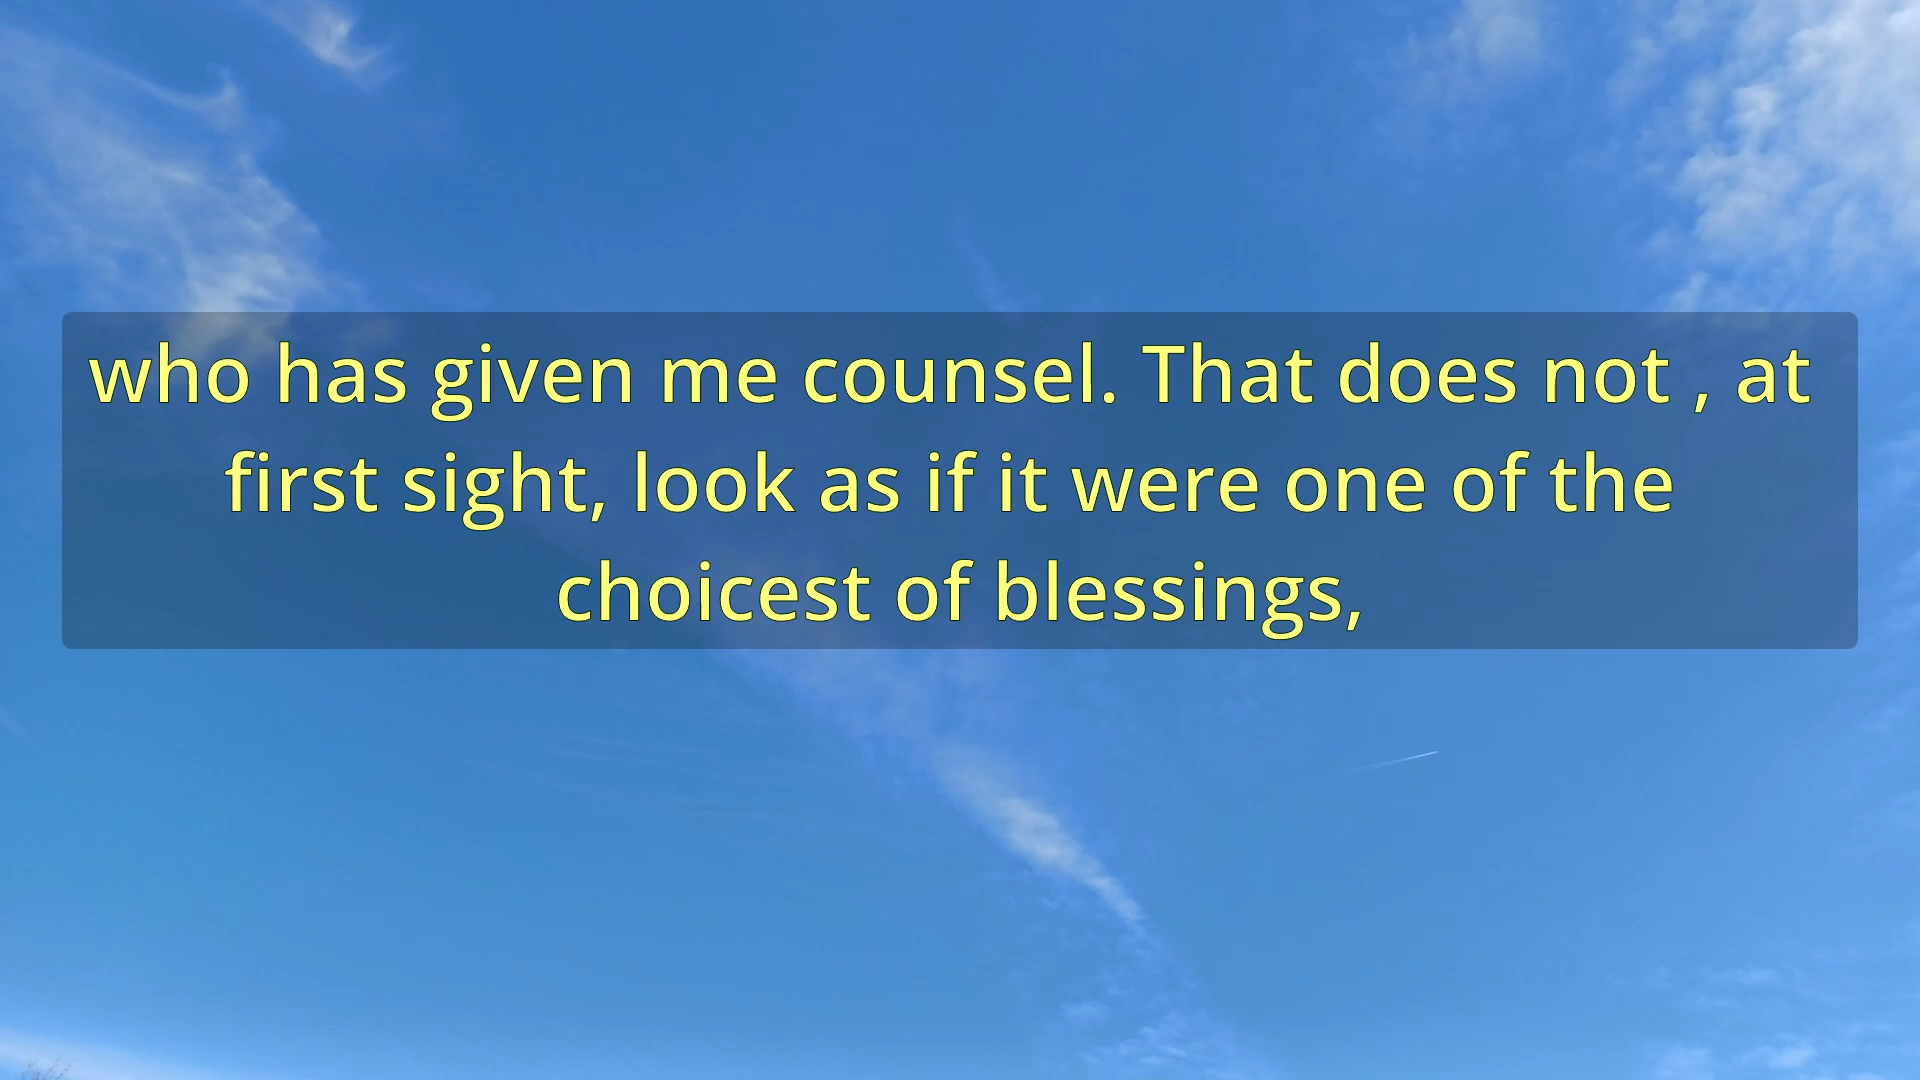 who has given me counsel. That does not , at
first sight, look as if it were one of the
choicest of blessings,